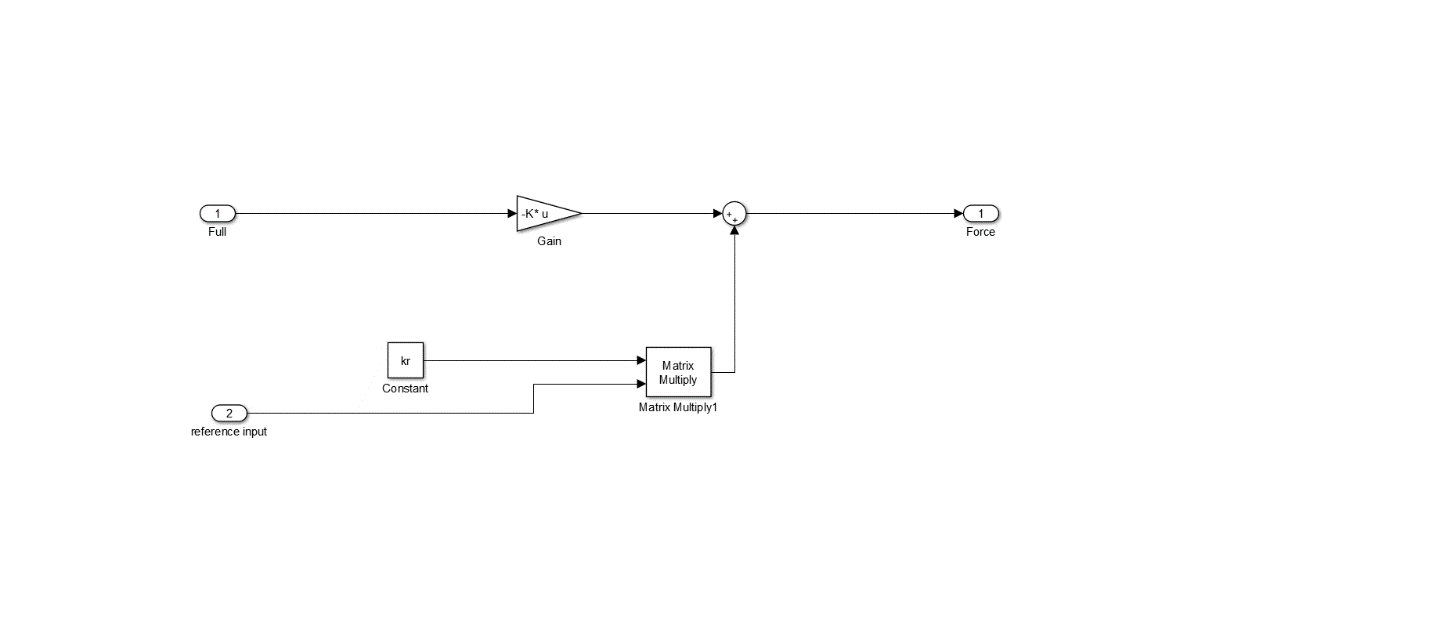 1
Full
-K* u
Gain
+
+
1
Force
kr
Constant
Matrix
Multiply
Matrix Multiply1
2
reference input